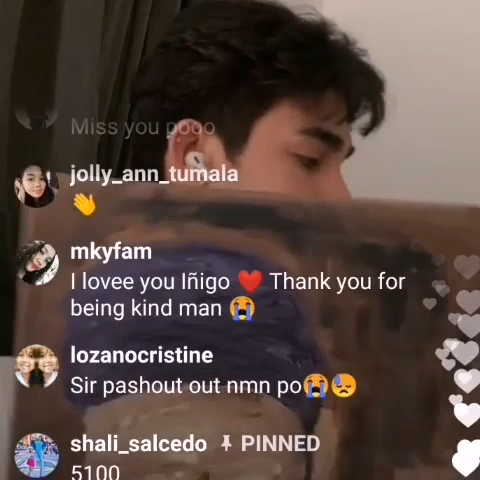 Miss you pooo
jolly_ann_tumala
👋
mkyfam
I lovee you Iñigo ❤️ Thank you for
being kind man 😭
lozanocristine
Sir pashout out nmn po😭😓
shali_salcedo 📌 PINNED
5100